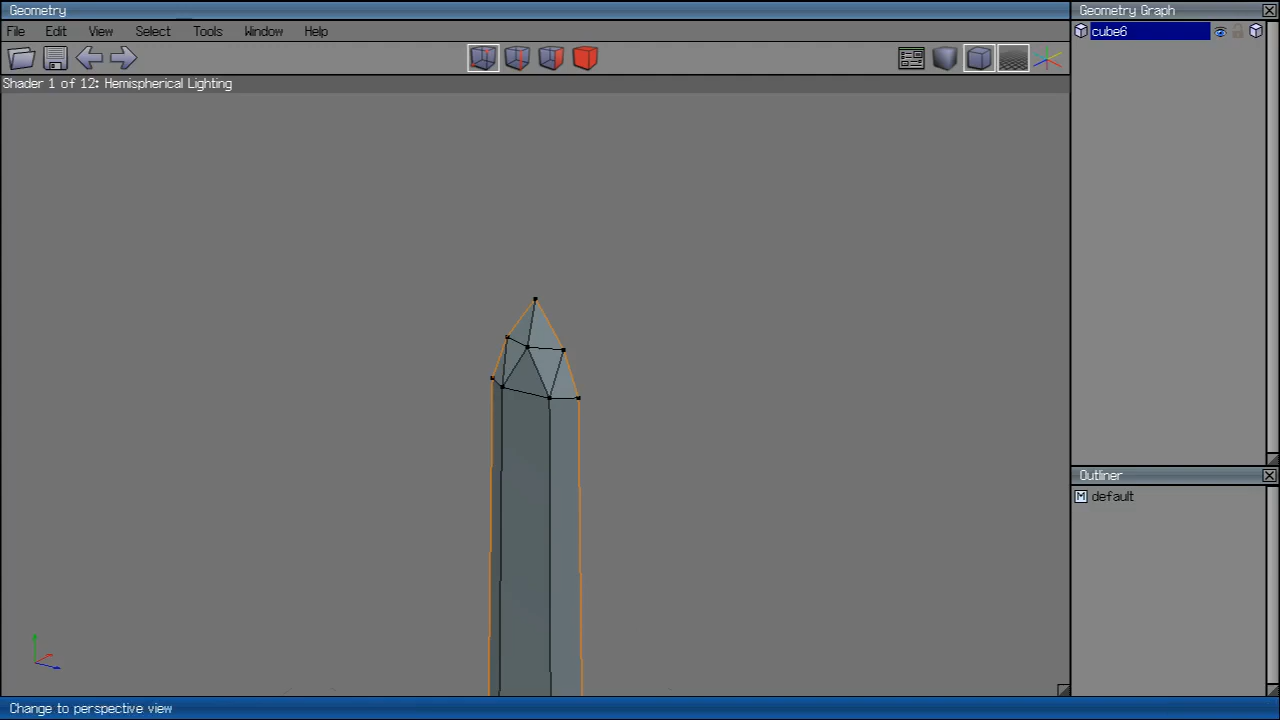 Geometry
Geometry Graph
File Edit View Select Tools Window Help
cube6
Shader 1 of 12: Hemispherical Lighting
Outliner
M default
Change to perspective view